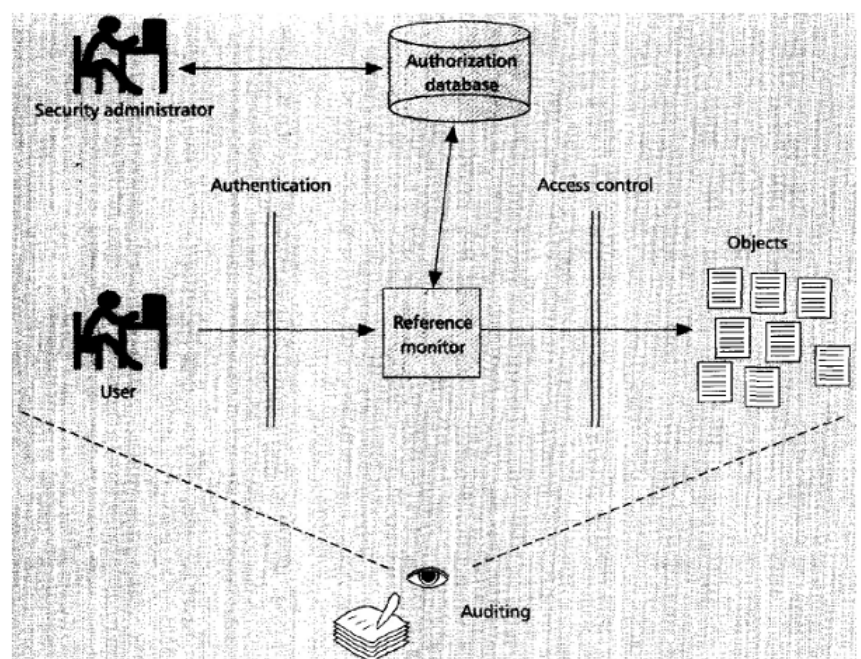 Authorization
database
Security administrator
Authentication
Access control
Objects
Reference
monitor
User
Auditing